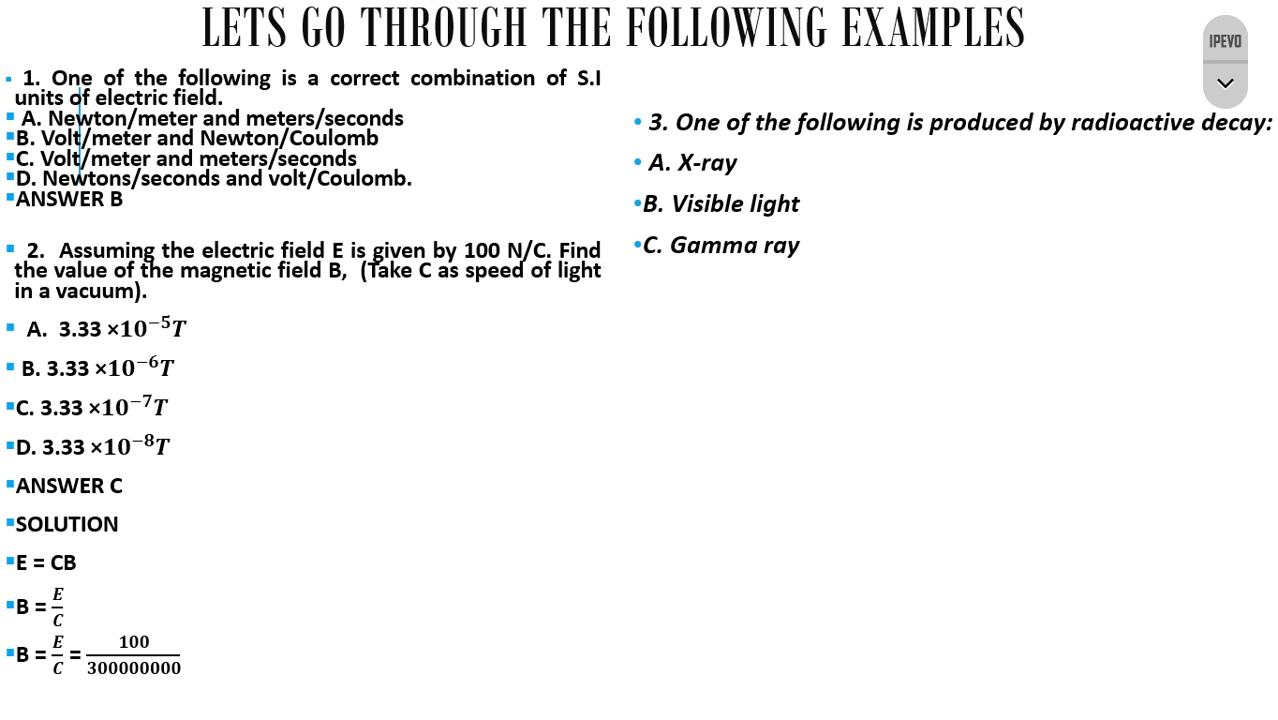 LETS GO THROUGH THE FOLLOWING EXAMPLES
IPEVO
▪ 1. One of the following is a correct combination of S.I
units of electric field.
▪ A. Newton/meter and meters/seconds
▪B. Volt/meter and Newton/Coulomb
▪C. Volt/meter and meters/seconds
▪D. Newtons/seconds and volt/Coulomb.
▪ANSWER B
▪ 2. Assuming the electric field E is given by 100 N/C. Find
the value of the magnetic field B, (Take C as speed of light
in a vacuum).
▪ A. 3.33 ×10⁻⁵T
▪ B. 3.33 ×10⁻⁶T
▪C. 3.33 ×10⁻⁷T
▪D. 3.33 ×10⁻⁸T
▪ANSWER C
▪SOLUTION
▪E = CB
▪B = E/C
▪B = E/C = 100/300000000
• 3. One of the following is produced by radioactive decay:
• A. X-ray
•B. Visible light
•C. Gamma ray